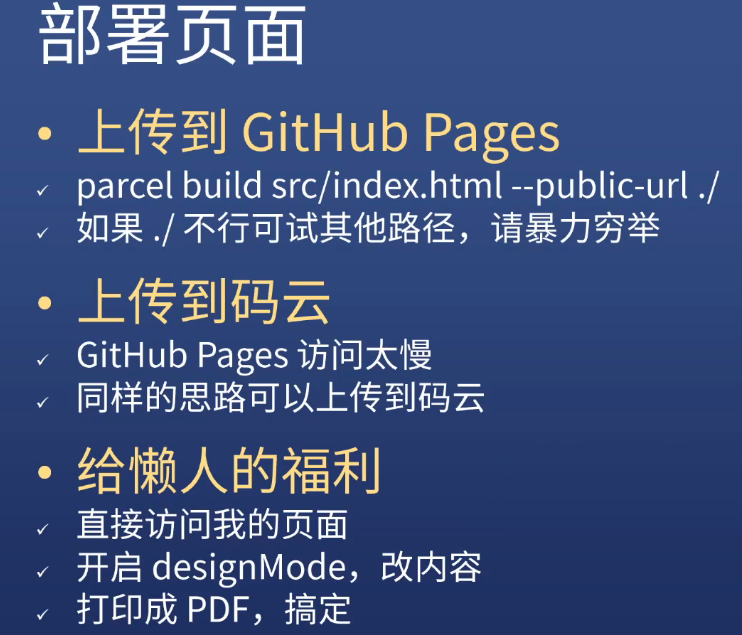 部署页面
上传到 GitHub Pages
parcel build src/index.html --public-url ./
如果 ./ 不行可试其他路径，请暴力穷举
上传到码云
GitHub Pages 访问太慢
同样的思路可以上传到码云
给懒人的福利
直接访问我的页面
开启 designMode，改内容
打印成 PDF，搞定